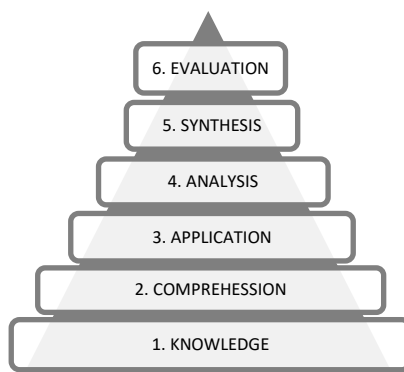 6. EVALUATION
5. SYNTHESIS
4. ANALYSIS
3. APPLICATION
2. COMPREHESSION
1. KNOWLEDGE